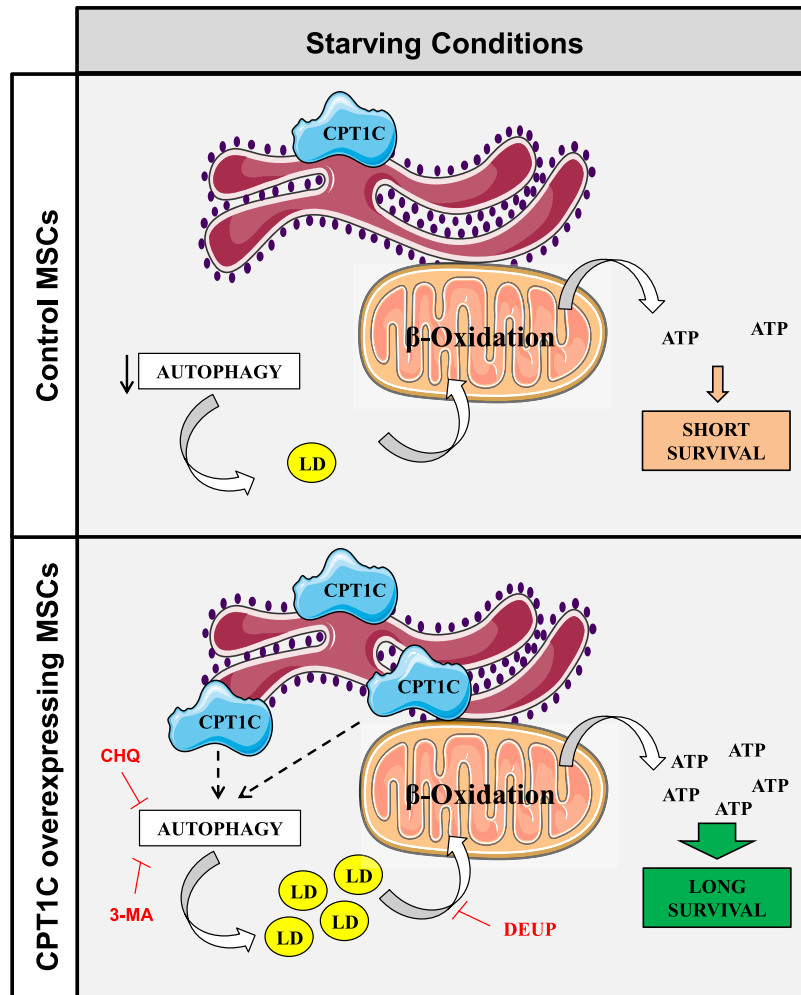 Starving Conditions
Control MSCs
CPT1C
β-Oxidation
ATP
ATP
AUTOPHAGY
LD
SHORT
SURVIVAL
CPT1C overexpressing MSCs
CPT1C
CPT1C
CPT1C
CHQ
β-Oxidation
ATP
ATP
ATP
ATP
ATP
AUTOPHAGY
LD
LD
LD
LD
3-MA
DEUP
LONG
SURVIVAL